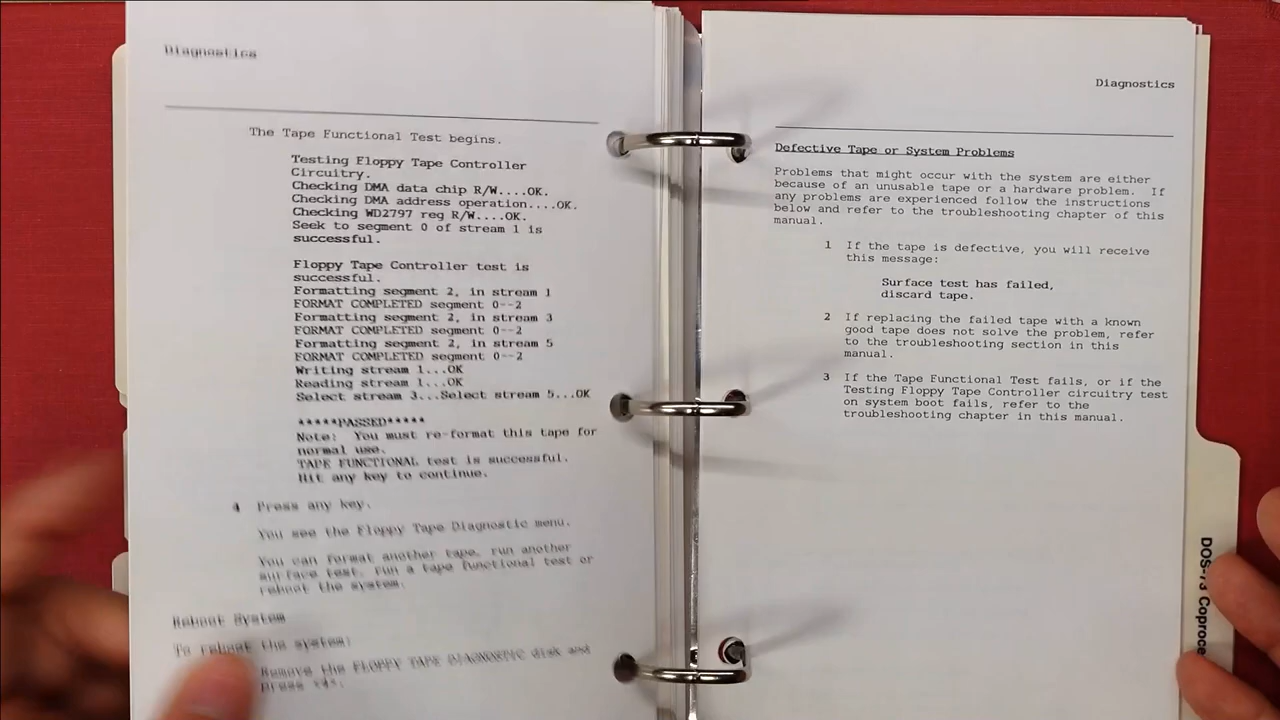 Diagnostics
The Tape Functional Test begins.
Testing Floppy Tape Controller
Circuitry.
Checking DMA data chip R/W....OK.
Checking DMA address operation....OK.
Checking WD2797 reg R/W....OK.
Seek to segment 0 of stream 1 is
successful.
Floppy Tape Controller test is
successful.
Formatting segment 2, in stream 1
FORMAT COMPLETED segment 0--2
Formatting segment 2, in stream 3
FORMAT COMPLETED segment 0--2
Formatting segment 2, in stream 5
FORMAT COMPLETED segment 0--2
Writing stream 1...OK
Reading stream 1...OK
Select stream 3...Select stream 5...OK
*****PASSED*****
Note: You must re-format this tape for
normal use.
TAPE FUNCTIONAL test is successful.
Hit any key to continue.
4 Press any key.
You see the Floppy Tape Diagnostic menu.
You can format another tape, run another
surface test, run a tape functional test or
reboot the system.
Reboot System
To reboot the system:
Remove the FLOPPY TAPE DIAGNOSTIC disk and
press <4>.
Diagnostics
Defective Tape or System Problems
Problems that might occur with the system are either
because of an unusable tape or a hardware problem. If
any problems are experienced follow the instructions
below and refer to the troubleshooting chapter of this
manual.
1 If the tape is defective, you will receive
this message:
Surface test has failed,
discard tape.
2 If replacing the failed tape with a known
good tape does not solve the problem, refer
to the troubleshooting section in this
manual.
3 If the Tape Functional Test fails, or if the
Testing Floppy Tape Controller circuitry test
on system boot fails, refer to the
troubleshooting chapter in this manual.
DOS-73 Coproce